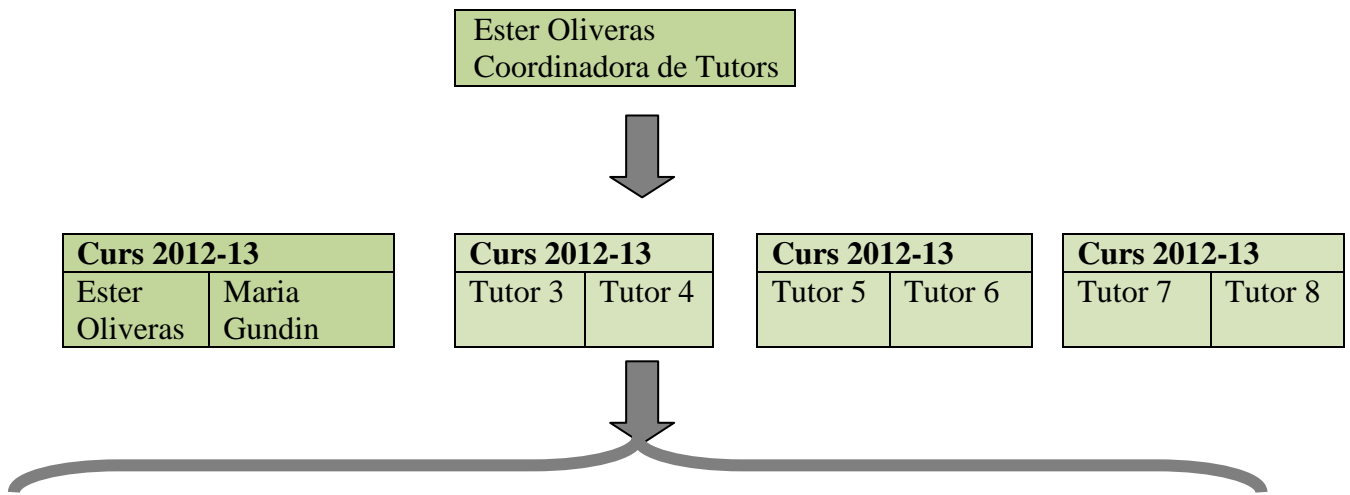 Ester Oliveras
Coordinadora de Tutors
Curs 2012-13
Ester
Oliveras
Maria
Gundin
Curs 2012-13
Tutor 3
Tutor 4
Curs 2012-13
Tutor 5
Tutor 6
Curs 2012-13
Tutor 7
Tutor 8